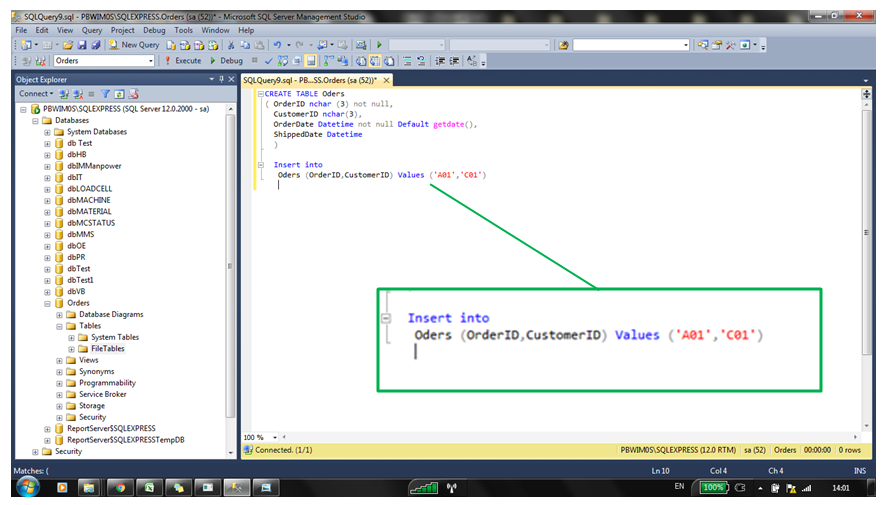 SQLQuery9.sql - PBWIM0S\SQLEXPRESS.Orders (sa (52))* - Microsoft SQL Server Management Studio
File Edit View Query Project Debug Tools Window Help
New Query
Orders Execute Debug
Object Explorer
SQLQuery9.sql - PB...SS.Orders (sa (52))*
Connect
PBWIM0S\SQLEXPRESS (SQL Server 12.0.2000 - sa)
Databases
System Databases
db Test
dbHB
dbIMManpower
dbIT
dbLOADCELL
dbMACHINE
dbMATERIAL
dbMCSTATUS
dbMMS
dbOE
dbPR
dbTest
dbTest1
dbVB
Orders
Database Diagrams
Tables
System Tables
FileTables
Views
Synonyms
Programmability
Service Broker
Storage
Security
ReportServer$SQLEXPRESS
ReportServer$SQLEXPRESSTempDB
Security
CREATE TABLE Oders
( OrderID nchar (3) not null,
CustomerID nchar(3),
OrderDate Datetime not null Default getdate(),
ShippedDate Datetime
)
Insert into
Oders (OrderID,CustomerID) Values ('A01','C01')
Insert into
Oders (OrderID,CustomerID) Values ('A01','C01')
100 %
Connected. (1/1) PBWIM0S\SQLEXPRESS (12.0 RTM) sa (52) Orders 00:00:00 0 rows
Matches: ( Ln 10 Col 4 Ch 4 INS
EN 100% 14:01